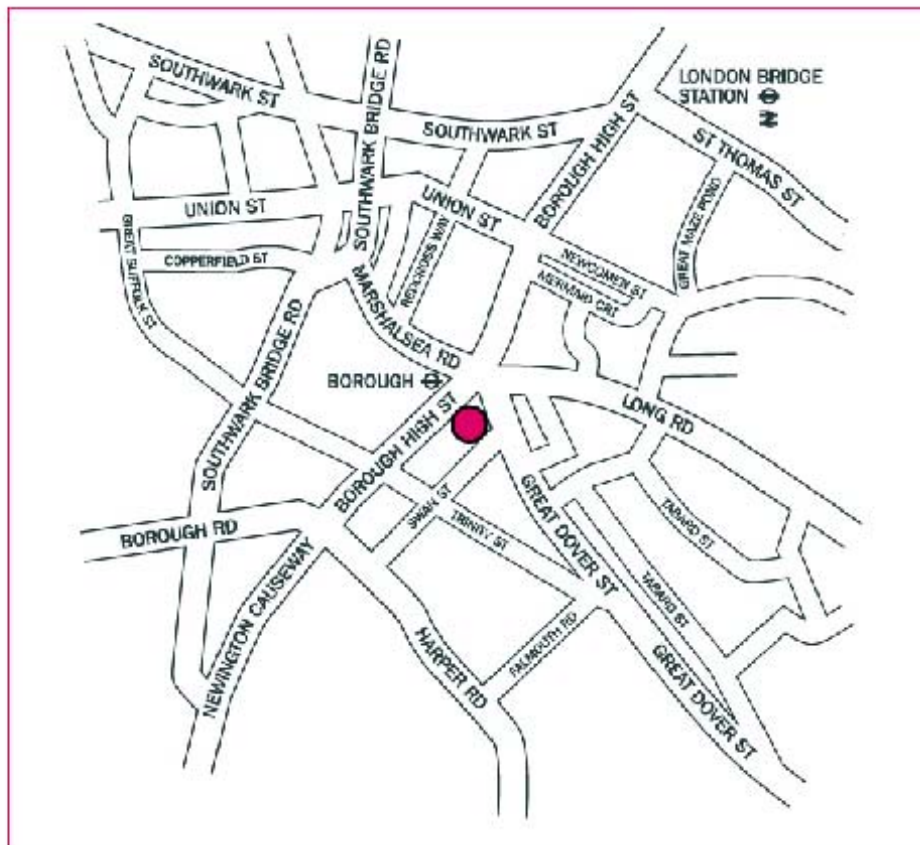 SOUTHWARK ST
SOUTHWARK BRIDGE RD
LONDON BRIDGE
STATION
SOUTHWARK ST
BOROUGH HIGH ST
ST THOMAS ST
UNION ST
UNION ST
REDCROSS WAY
GREAT MAZE POND
GREAT SUFFOLK ST
COPPERFIELD ST
NEWCOMEN ST
MERMAID CRT
MARSHALSEA RD
SOUTHWARK BRIDGE RD
BOROUGH
BOROUGH HIGH ST
LONG RD
BOROUGH RD
SWAN ST
TRINITY ST
GREAT DOVER ST
TABARD ST
TABARD ST
NEWINGTON CAUSEWAY
HARPER RD
FALMOUTH RD
GREAT DOVER ST